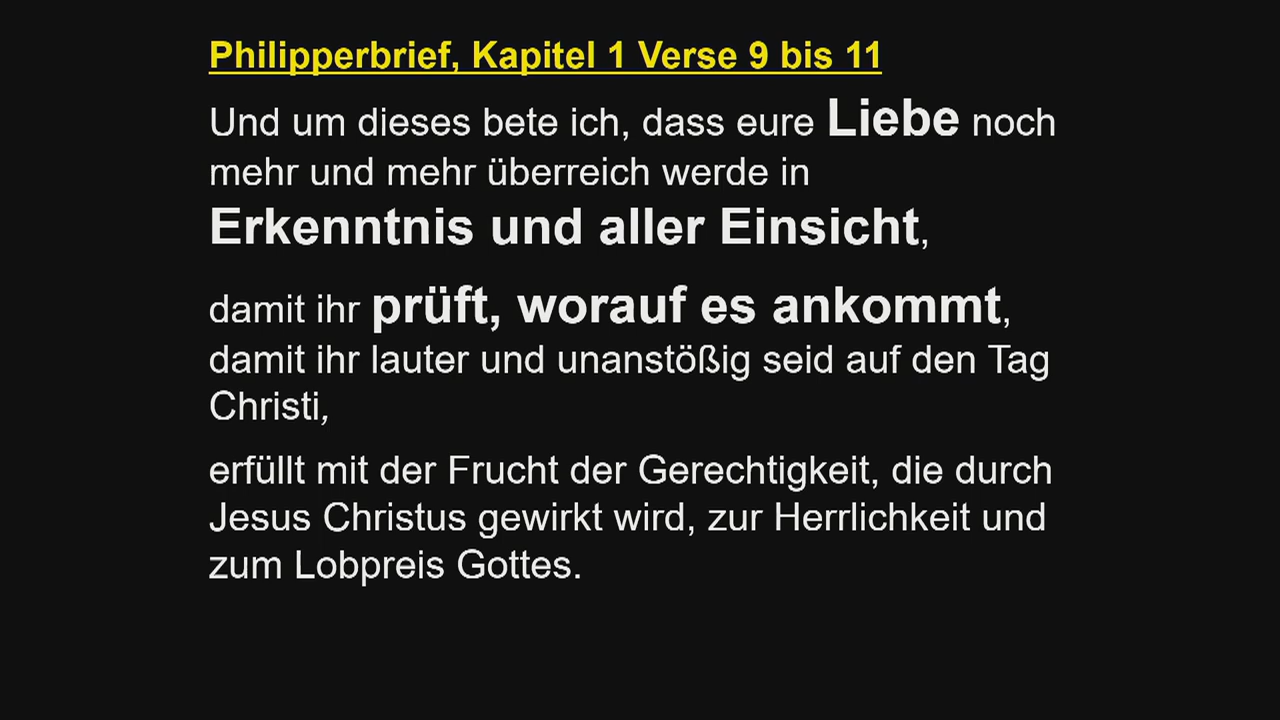 Philipperbrief, Kapitel 1 Verse 9 bis 11
Und um dieses bete ich, dass eure Liebe noch
mehr und mehr überreich werde in
Erkenntnis und aller Einsicht,
damit ihr prüft, worauf es ankommt,
damit ihr lauter und unanstößig seid auf den Tag
Christi,
erfüllt mit der Frucht der Gerechtigkeit, die durch
Jesus Christus gewirkt wird, zur Herrlichkeit und
zum Lobpreis Gottes.